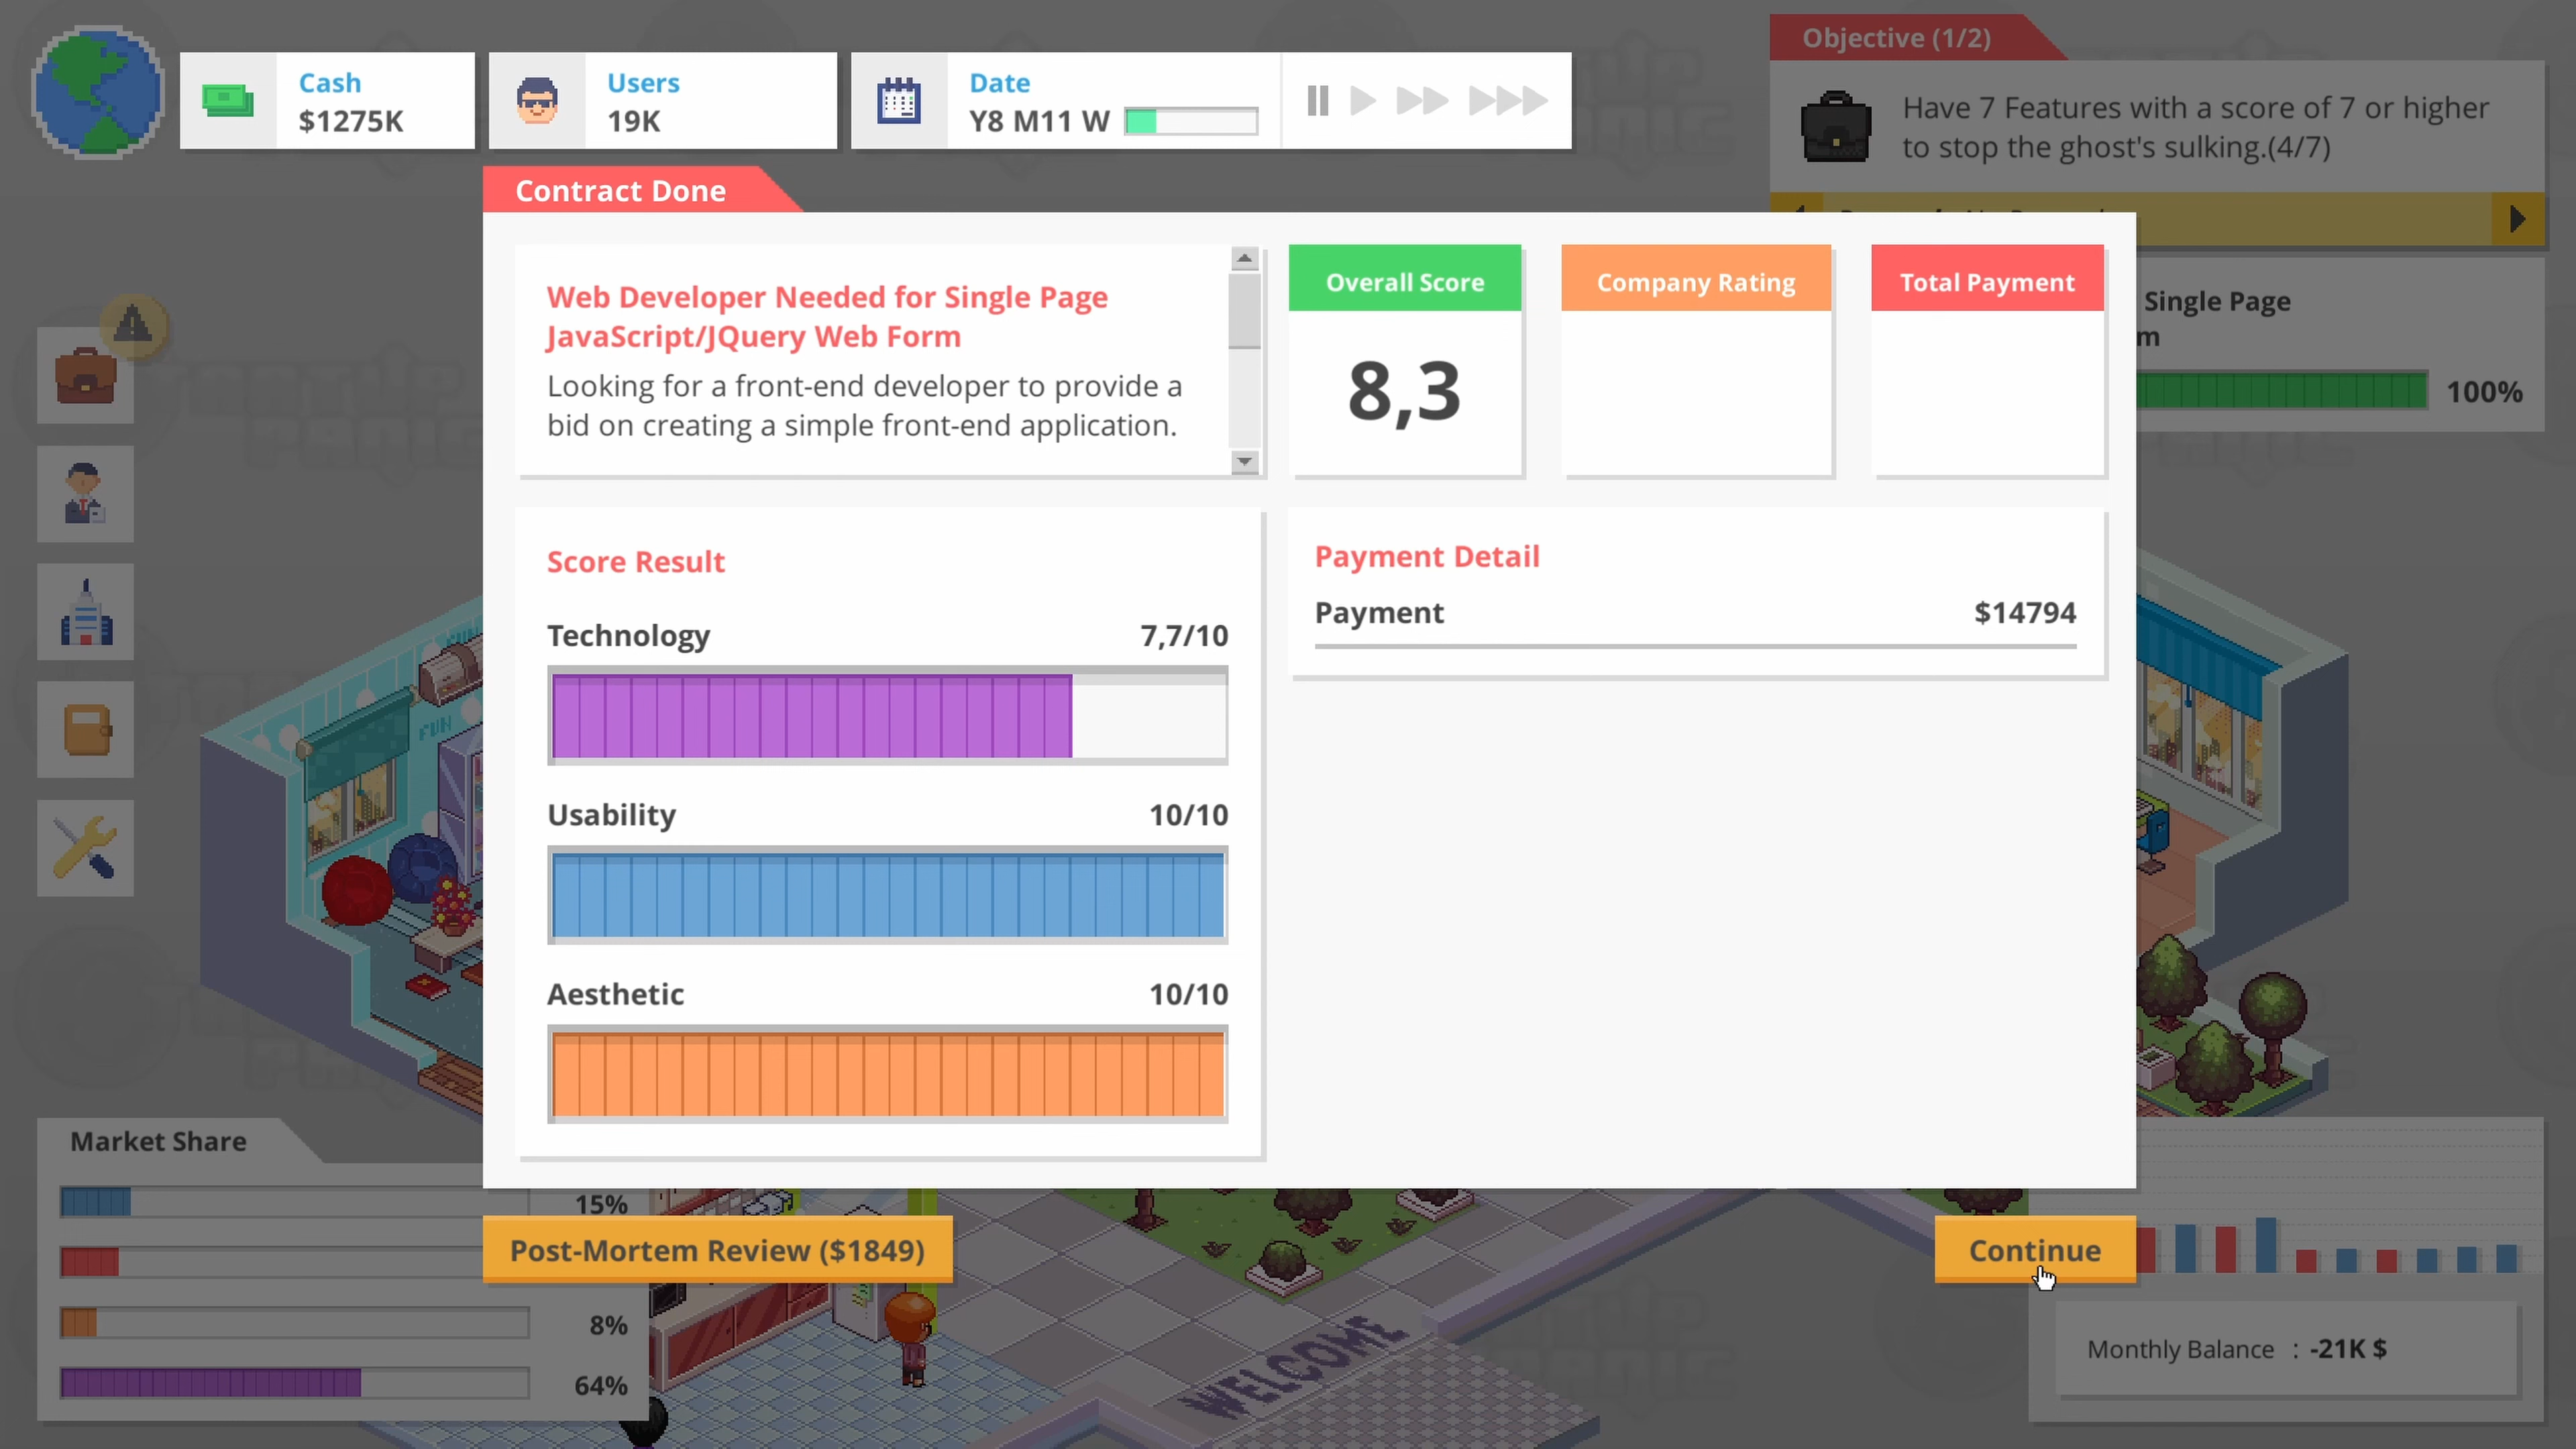 Cash
$1275K
Users
19K
Date
Y8 M11 W
Objective (1/2)
Have 7 Features with a score of 7 or higher
to stop the ghost's sulking.(4/7)
Contract Done
Web Developer Needed for Single Page
JavaScript/JQuery Web Form
Looking for a front-end developer to provide a
bid on creating a simple front-end application.
Overall Score
8,3
Company Rating
Total Payment
Single Page
m
100%
Score Result
Technology 7,7/10
Usability 10/10
Aesthetic 10/10
Payment Detail
Payment $14794
FUN
Market Share
15%
8%
64%
Post-Mortem Review ($1849)
Continue
WELCOME
Monthly Balance : -21K $